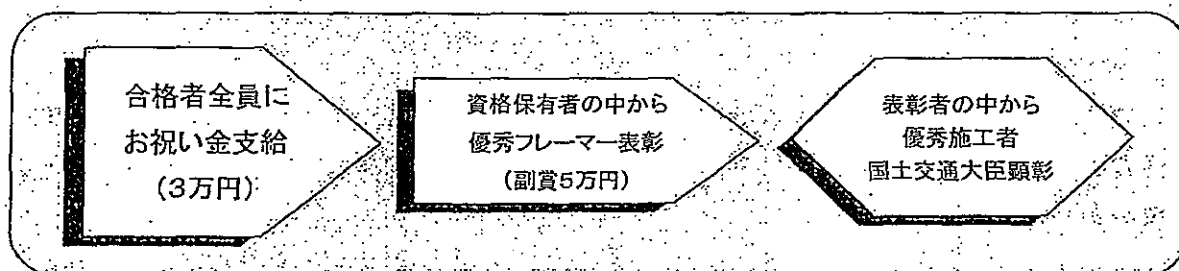 合格者全員に
お祝い金支給
(3万円)
資格保有者の中から
優秀フレーマー表彰
(副賞5万円)
表彰者の中から
優秀施工者
国土交通大臣顕彰